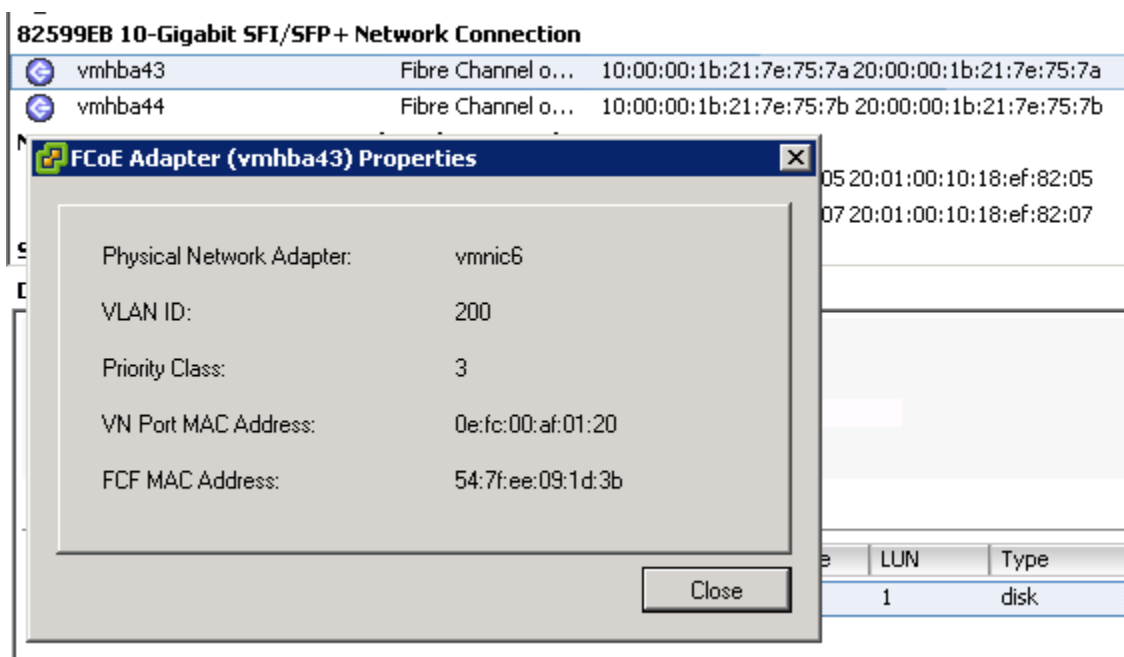 82599EB 10-Gigabit SFI/SFP+ Network Connection
vmhba43 Fibre Channel o... 10:00:00:1b:21:7e:75:7a 20:00:00:1b:21:7e:75:7a
vmhba44 Fibre Channel o... 10:00:00:1b:21:7e:75:7b 20:00:00:1b:21:7e:75:7b
FCoE Adapter (vmhba43) Properties
05 20:01:00:10:18:ef:82:05
07 20:01:00:10:18:ef:82:07
Physical Network Adapter: vmnic6
VLAN ID: 200
Priority Class: 3
VN Port MAC Address: 0e:fc:00:af:01:20
FCF MAC Address: 54:7f:ee:09:1d:3b
LUN Type
Close
1 disk